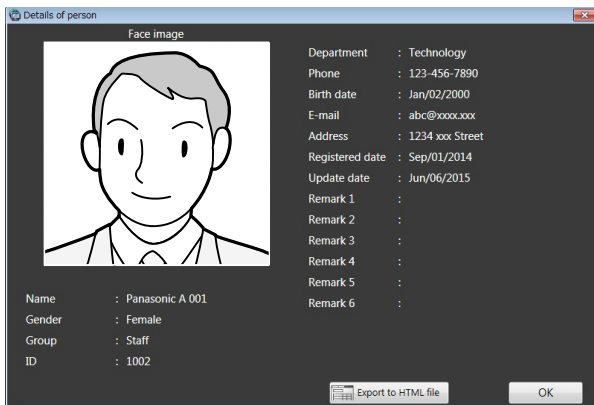 Details of person
Face image
Department : Technology
Phone : 123-456-7890
Birth date : Jan/02/2000
E-mail : abc@xxxx.xxx
Address : 1234 xxx Street
Registered date : Sep/01/2014
Update date : Jun/06/2015
Remark 1 :
Remark 2 :
Remark 3 :
Remark 4 :
Remark 5 :
Remark 6 :
Name : Panasonic A 001
Gender : Female
Group : Staff
ID : 1002
Export to HTML file
OK